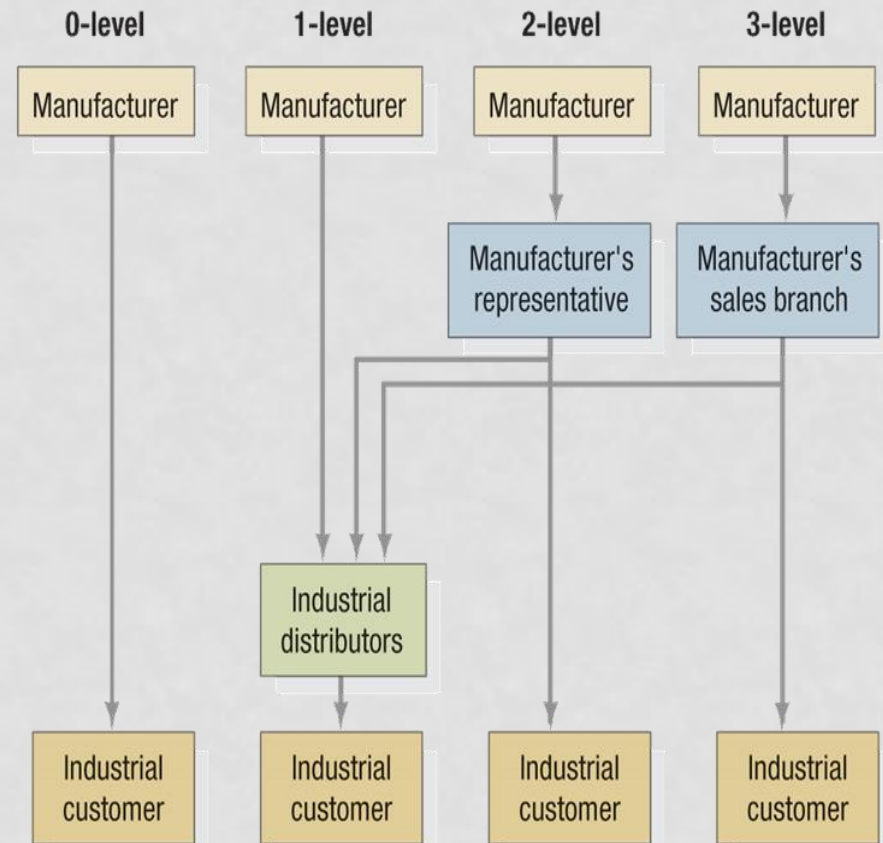 0-level
1-level
2-level
3-level
Manufacturer
Manufacturer
Manufacturer
Manufacturer
Manufacturer's
representative
Manufacturer's
sales branch
Industrial
distributors
Industrial
customer
Industrial
customer
Industrial
customer
Industrial
customer